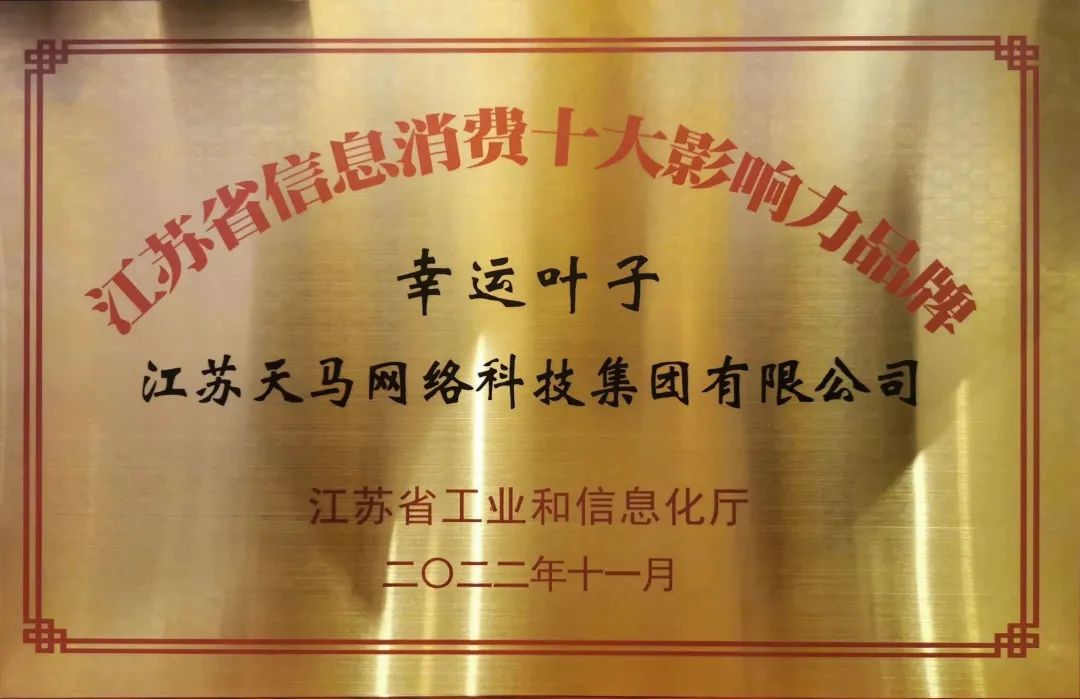 江苏省信息消费十大影响力品牌
幸运叶子
江苏天马网络科技集团有限公司
江苏省工业和信息化厅
二〇二二年十一月